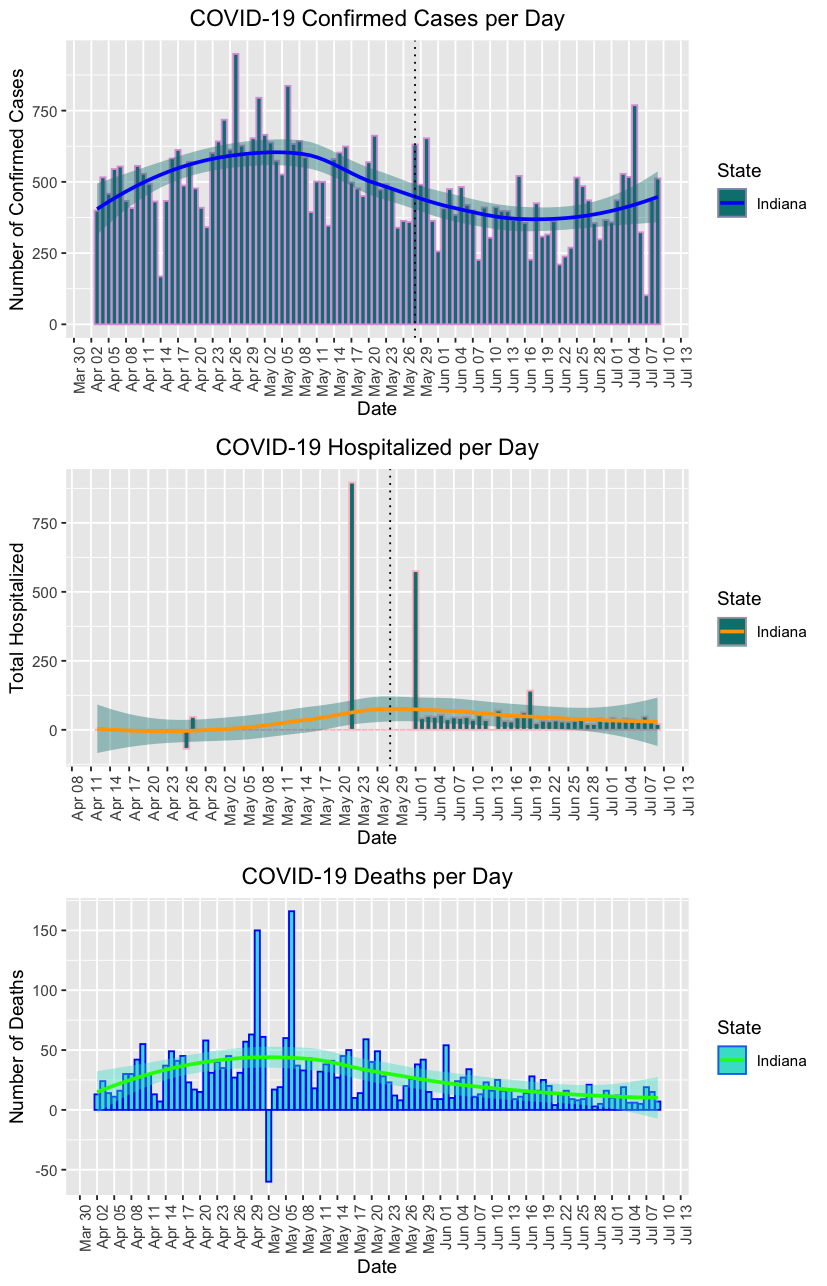 COVID-19 Confirmed Cases per Day
Number of Confirmed Cases
750
500
250
0
Mar 30
Apr 02
Apr 05
Apr 08
Apr 11
Apr 14
Apr 17
Apr 20
Apr 23
Apr 26
Apr 29
May 02
May 05
May 08
May 11
May 14
May 17
May 20
May 23
May 26
May 29
Jun 01
Jun 04
Jun 07
Jun 10
Jun 13
Jun 16
Jun 19
Jun 22
Jun 25
Jun 28
Jul 01
Jul 04
Jul 07
Jul 10
Jul 13
Date
State
Indiana
COVID-19 Hospitalized per Day
Total Hospitalized
750
500
250
0
Apr 08
Apr 11
Apr 14
Apr 17
Apr 20
Apr 23
Apr 26
Apr 29
May 02
May 05
May 08
May 11
May 14
May 17
May 20
May 23
May 26
May 29
Jun 01
Jun 04
Jun 07
Jun 10
Jun 13
Jun 16
Jun 19
Jun 22
Jun 25
Jun 28
Jul 01
Jul 04
Jul 07
Jul 10
Jul 13
Date
State
Indiana
COVID-19 Deaths per Day
Number of Deaths
150
100
50
0
-50
Mar 30
Apr 02
Apr 05
Apr 08
Apr 11
Apr 14
Apr 17
Apr 20
Apr 23
Apr 26
Apr 29
May 02
May 05
May 08
May 11
May 14
May 17
May 20
May 23
May 26
May 29
Jun 01
Jun 04
Jun 07
Jun 10
Jun 13
Jun 16
Jun 19
Jun 22
Jun 25
Jun 28
Jul 01
Jul 04
Jul 07
Jul 10
Jul 13
Date
State
Indiana